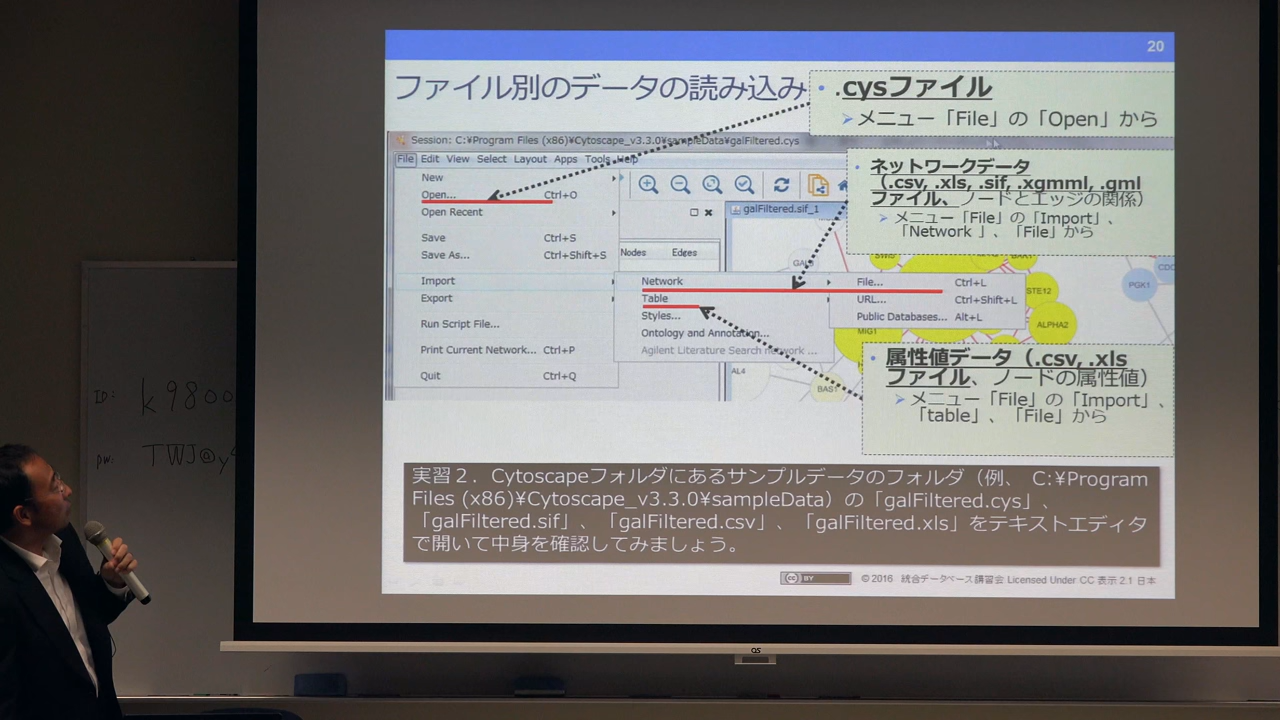 20
ファイル別のデータの読み込み
・.cysファイル
➢メニュー「File」の「Open」から
Session: C:¥Program Files (x86)¥Cytoscape_v3.3.0¥sampleData¥galFiltered.cys
File Edit View Select Layout Apps Tools Help
New
Open... Ctrl+O
Open Recent
Save Ctrl+S
Save As... Ctrl+Shift+S
Import
Export
Run Script File...
Print Current Network... Ctrl+P
Quit Ctrl+Q
galFiltered.sif_1
Nodes Edges
Network
Table
Styles...
Ontology and Annotation...
Agilent Literature Search network ...
File... Ctrl+L
URL... Ctrl+Shift+L
Public Databases... Alt+L
・ネットワークデータ
（.csv, .xls, .sif, .xgmml, .gml
ファイル、ノードとエッジの関係）
➢メニュー「File」の「Import」、
「Network 」、「File」から
STE12
PGK1
MIG1
ALPHA2
AL4
BAS1
・属性値データ（.csv, .xls
ファイル、ノードの属性値）
➢メニュー「File」の「Import」、
「table」、「File」から
実習２．Cytoscapeフォルダにあるサンプルデータのフォルダ（例、 C:¥Program
Files (x86)¥Cytoscape_v3.3.0¥sampleData）の「galFiltered.cys」、
「galFiltered.sif」、「galFiltered.csv」、「galFiltered.xls」をテキストエディタ
で開いて中身を確認してみましょう。
cc BY
© 2016 統合データベース講習会 Licensed Under CC 表示 2.1 日本
ID: k9800
pw: TWJ@y
OS